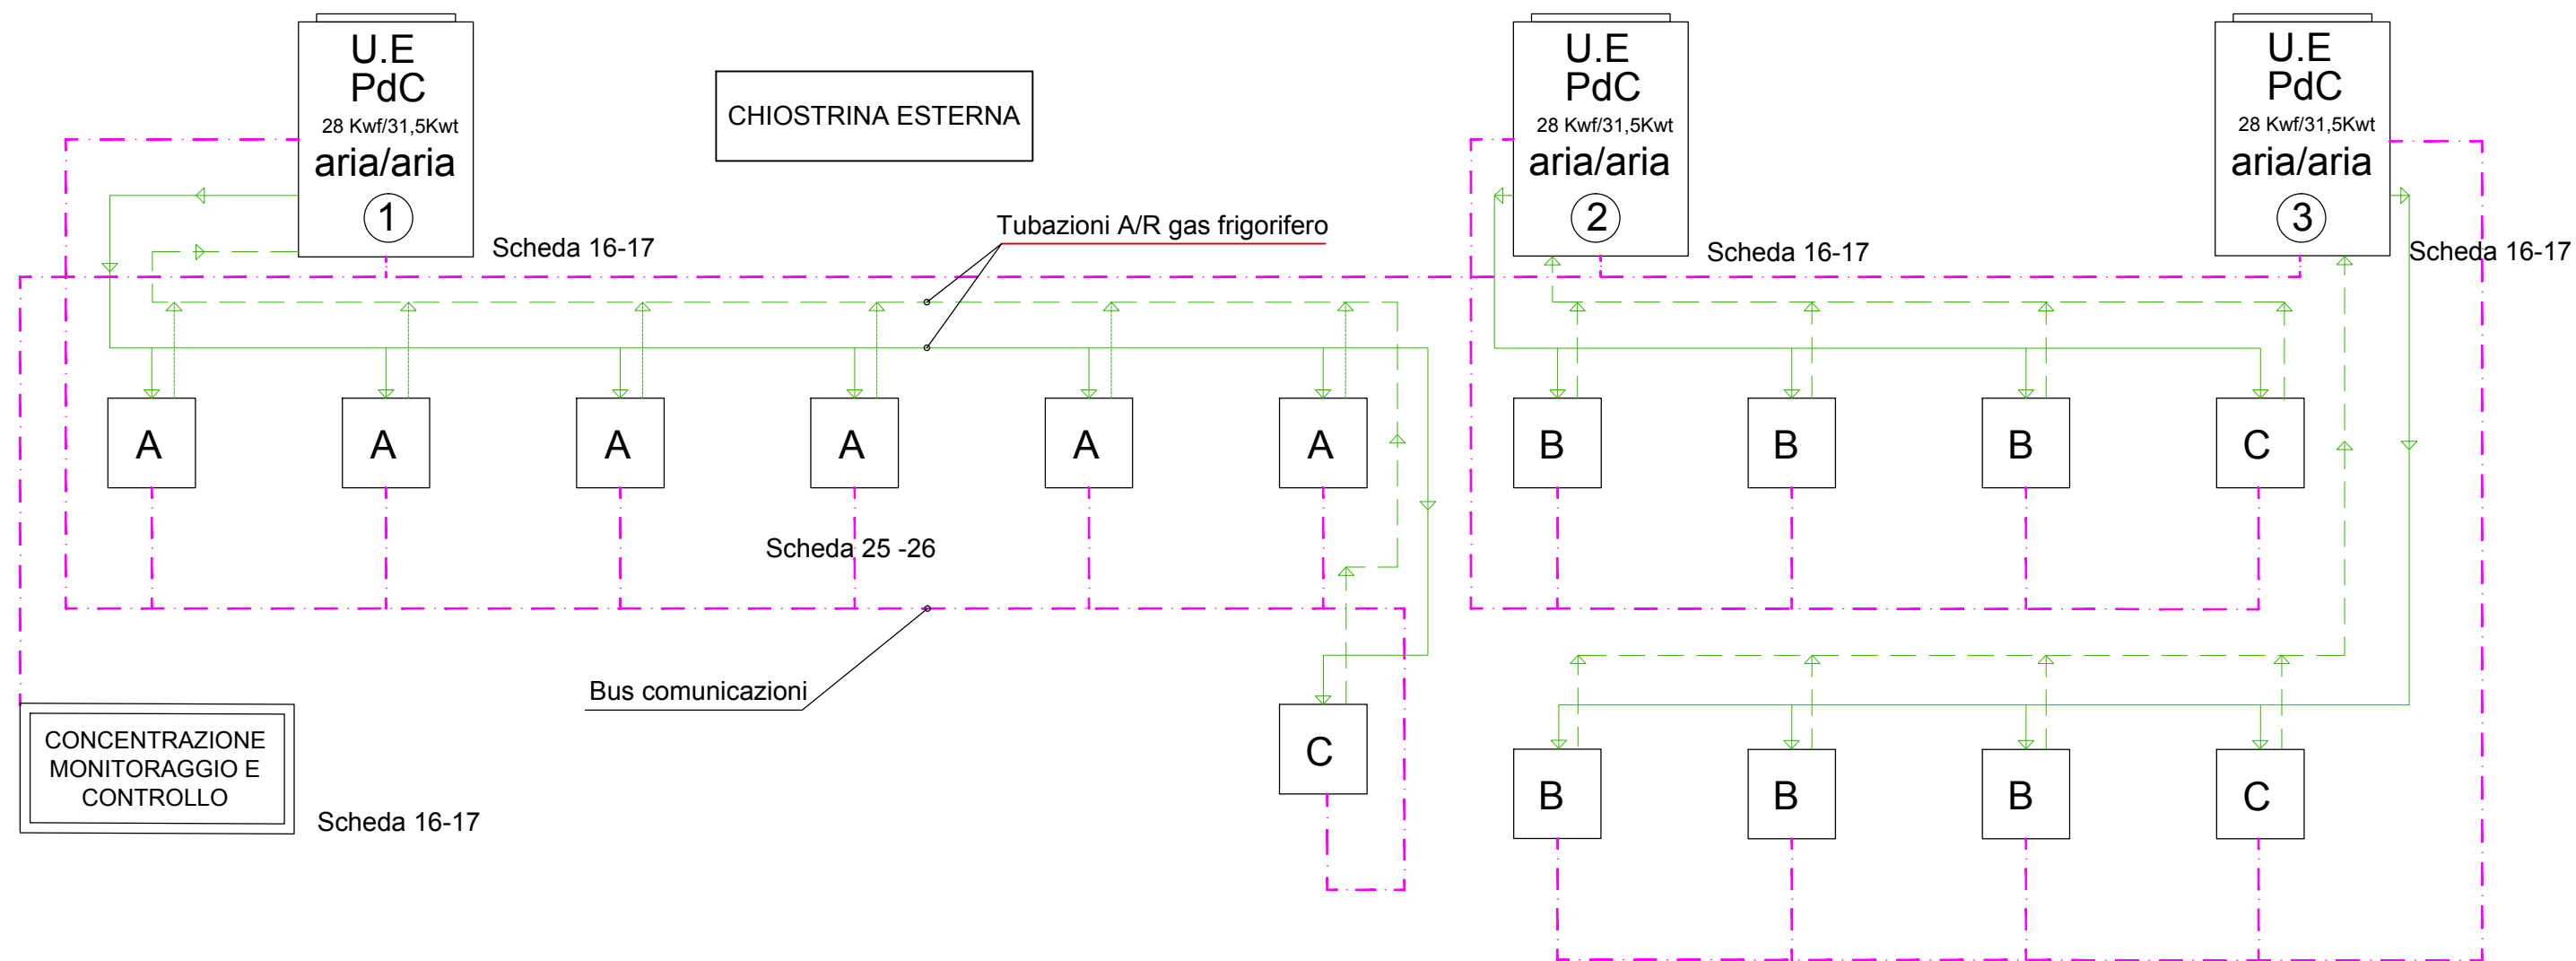 U.E
PdC
28 Kwf/31,5Kwt
aria/aria
1
Scheda 16-17
CHIOSTRINA ESTERNA
Tubazioni A/R gas frigorifero
U.E
PdC
28 Kwf/31,5Kwt
aria/aria
2
Scheda 16-17
U.E
PdC
28 Kwf/31,5Kwt
aria/aria
3
Scheda 16-17
A
A
A
A
A
A
B
B
B
C
Scheda 25 -26
Bus comunicazioni
CONCENTRAZIONE
MONITORAGGIO E
CONTROLLO
Scheda 16-17
C
B
B
B
C